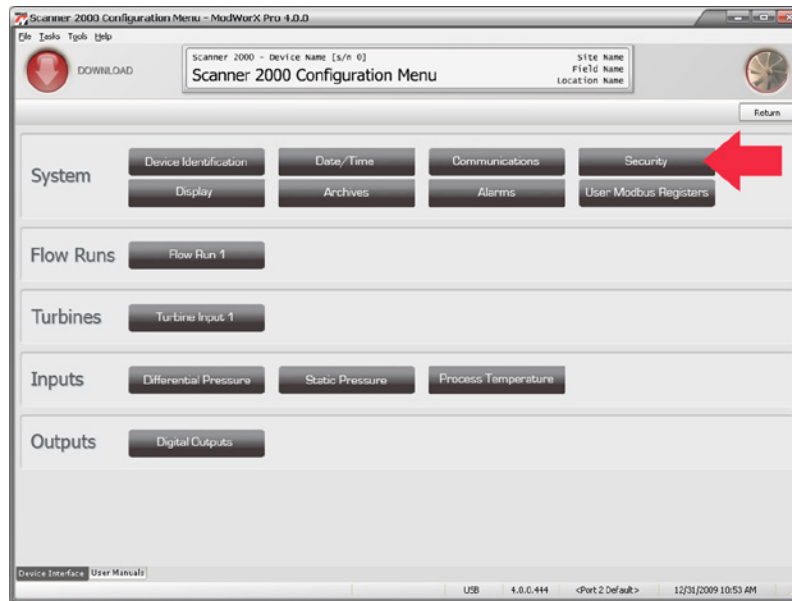 Scanner 2000 Configuration Menu - ModWorX Pro 4.0.0
File Tasks Tools Help
DOWNLOAD
Scanner 2000 - Device Name [s/n 0]
Scanner 2000 Configuration Menu
Site Name
Field Name
Location Name
Return
System
Device Identification Date/Time Communications Security
Display Archives Alarms User Modbus Registers
Flow Runs Flow Run 1
Turbines Turbine Input 1
Inputs Differential Pressure Static Pressure Process Temperature
Outputs Digital Outputs
Device Interface User Manuals
USB 4.0.0.444 <Port 2 Default> 12/31/2009 10:53 AM